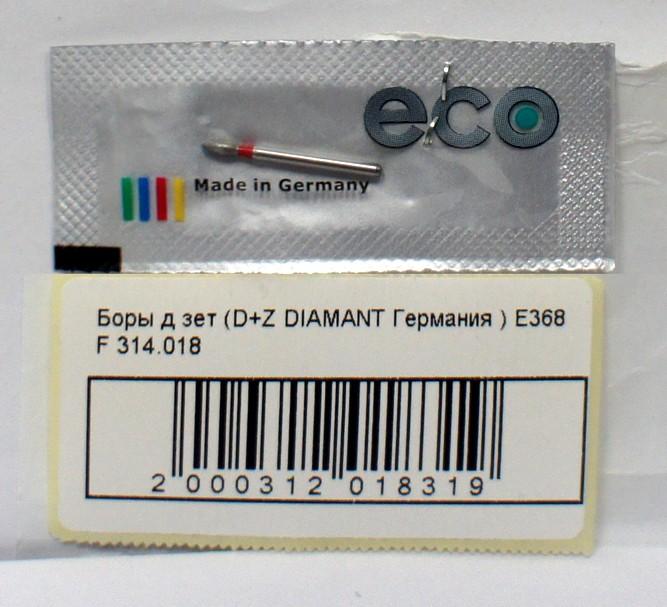 eco
Made in Germany
Боры д зет (D+Z DIAMANT Германия ) E368
F 314.018
2 000312 018319